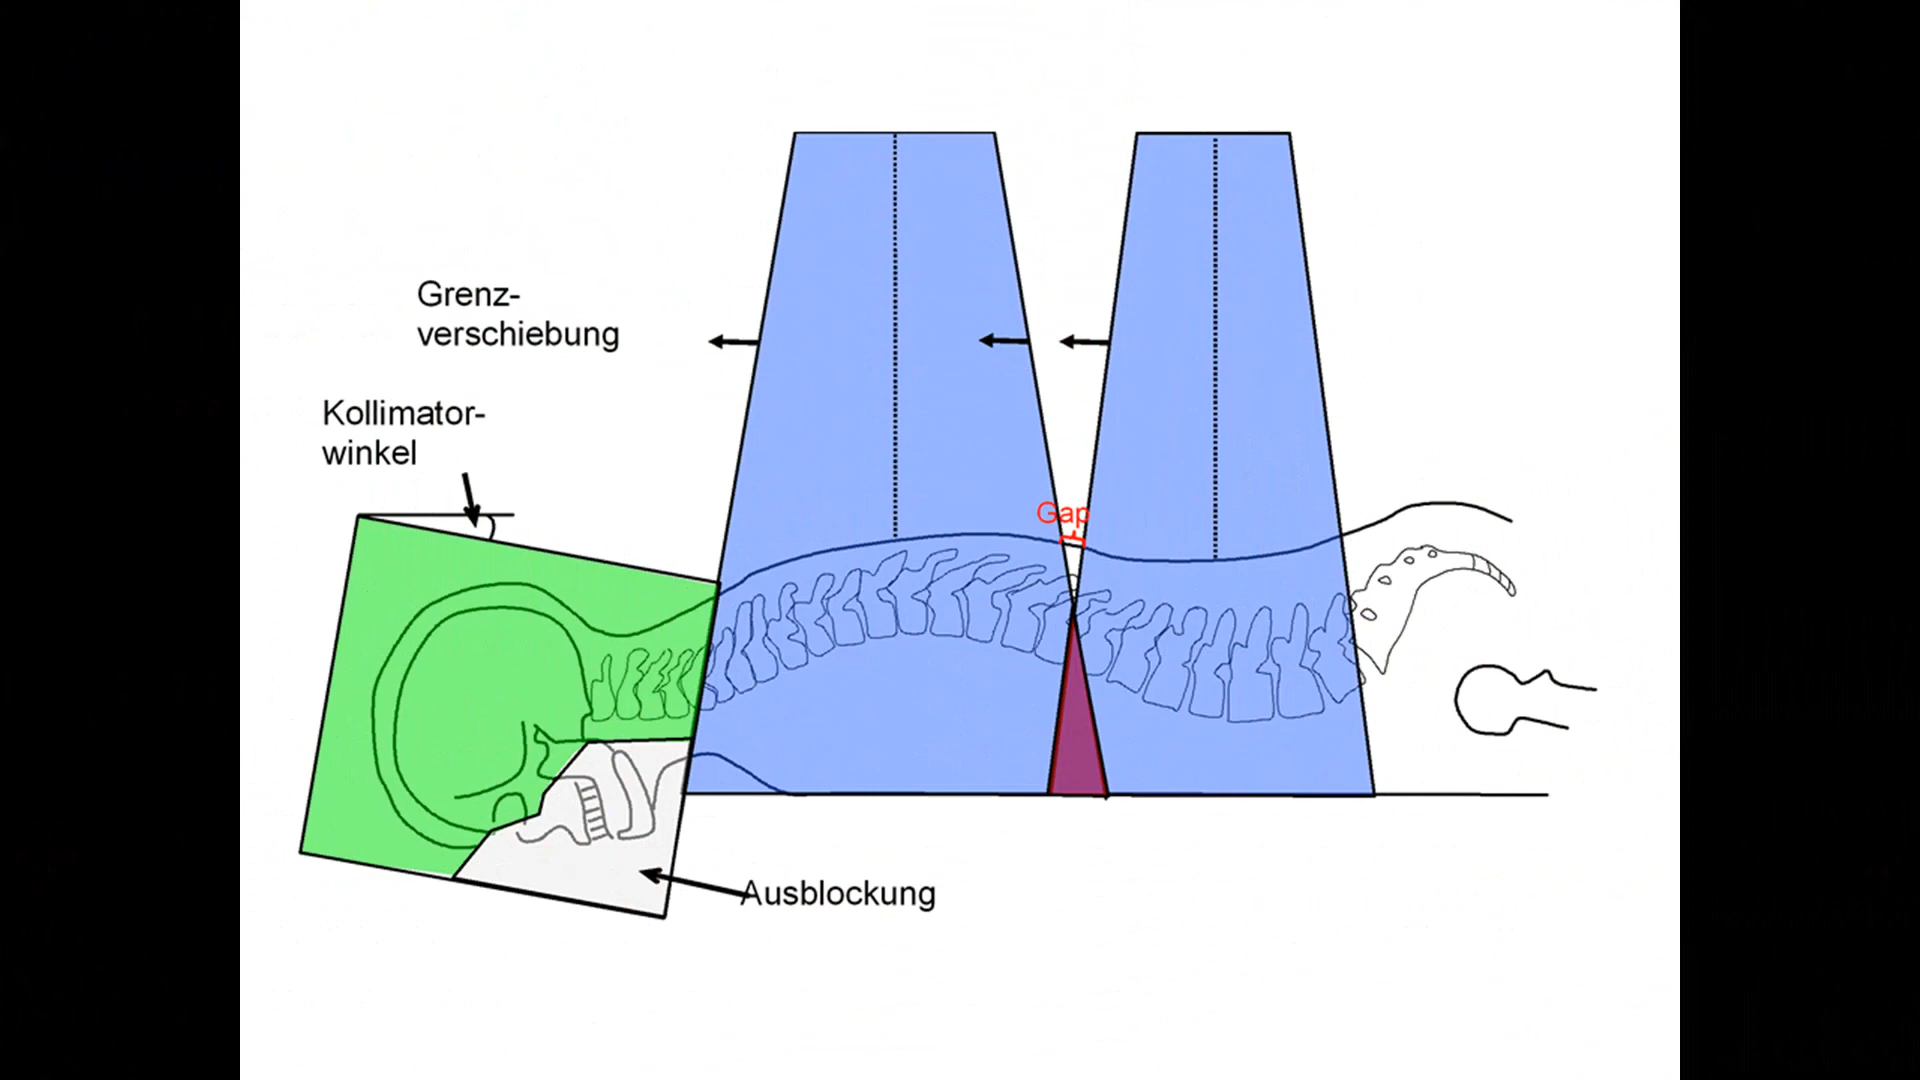 Grenz-
verschiebung
Kollimator-
winkel
Gap
Ausblockung